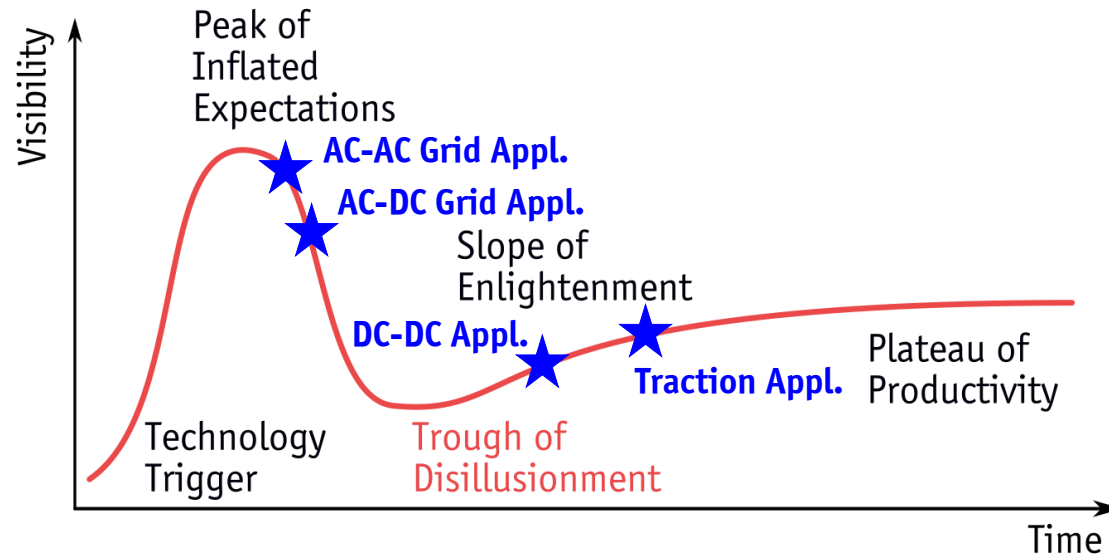 Visibility
Peak of
Inflated
Expectations
AC-AC Grid Appl.
AC-DC Grid Appl.
Slope of
Enlightenment
DC-DC Appl.
Traction Appl.
Plateau of
Productivity
Technology
Trigger
Trough of
Disillusionment
Time